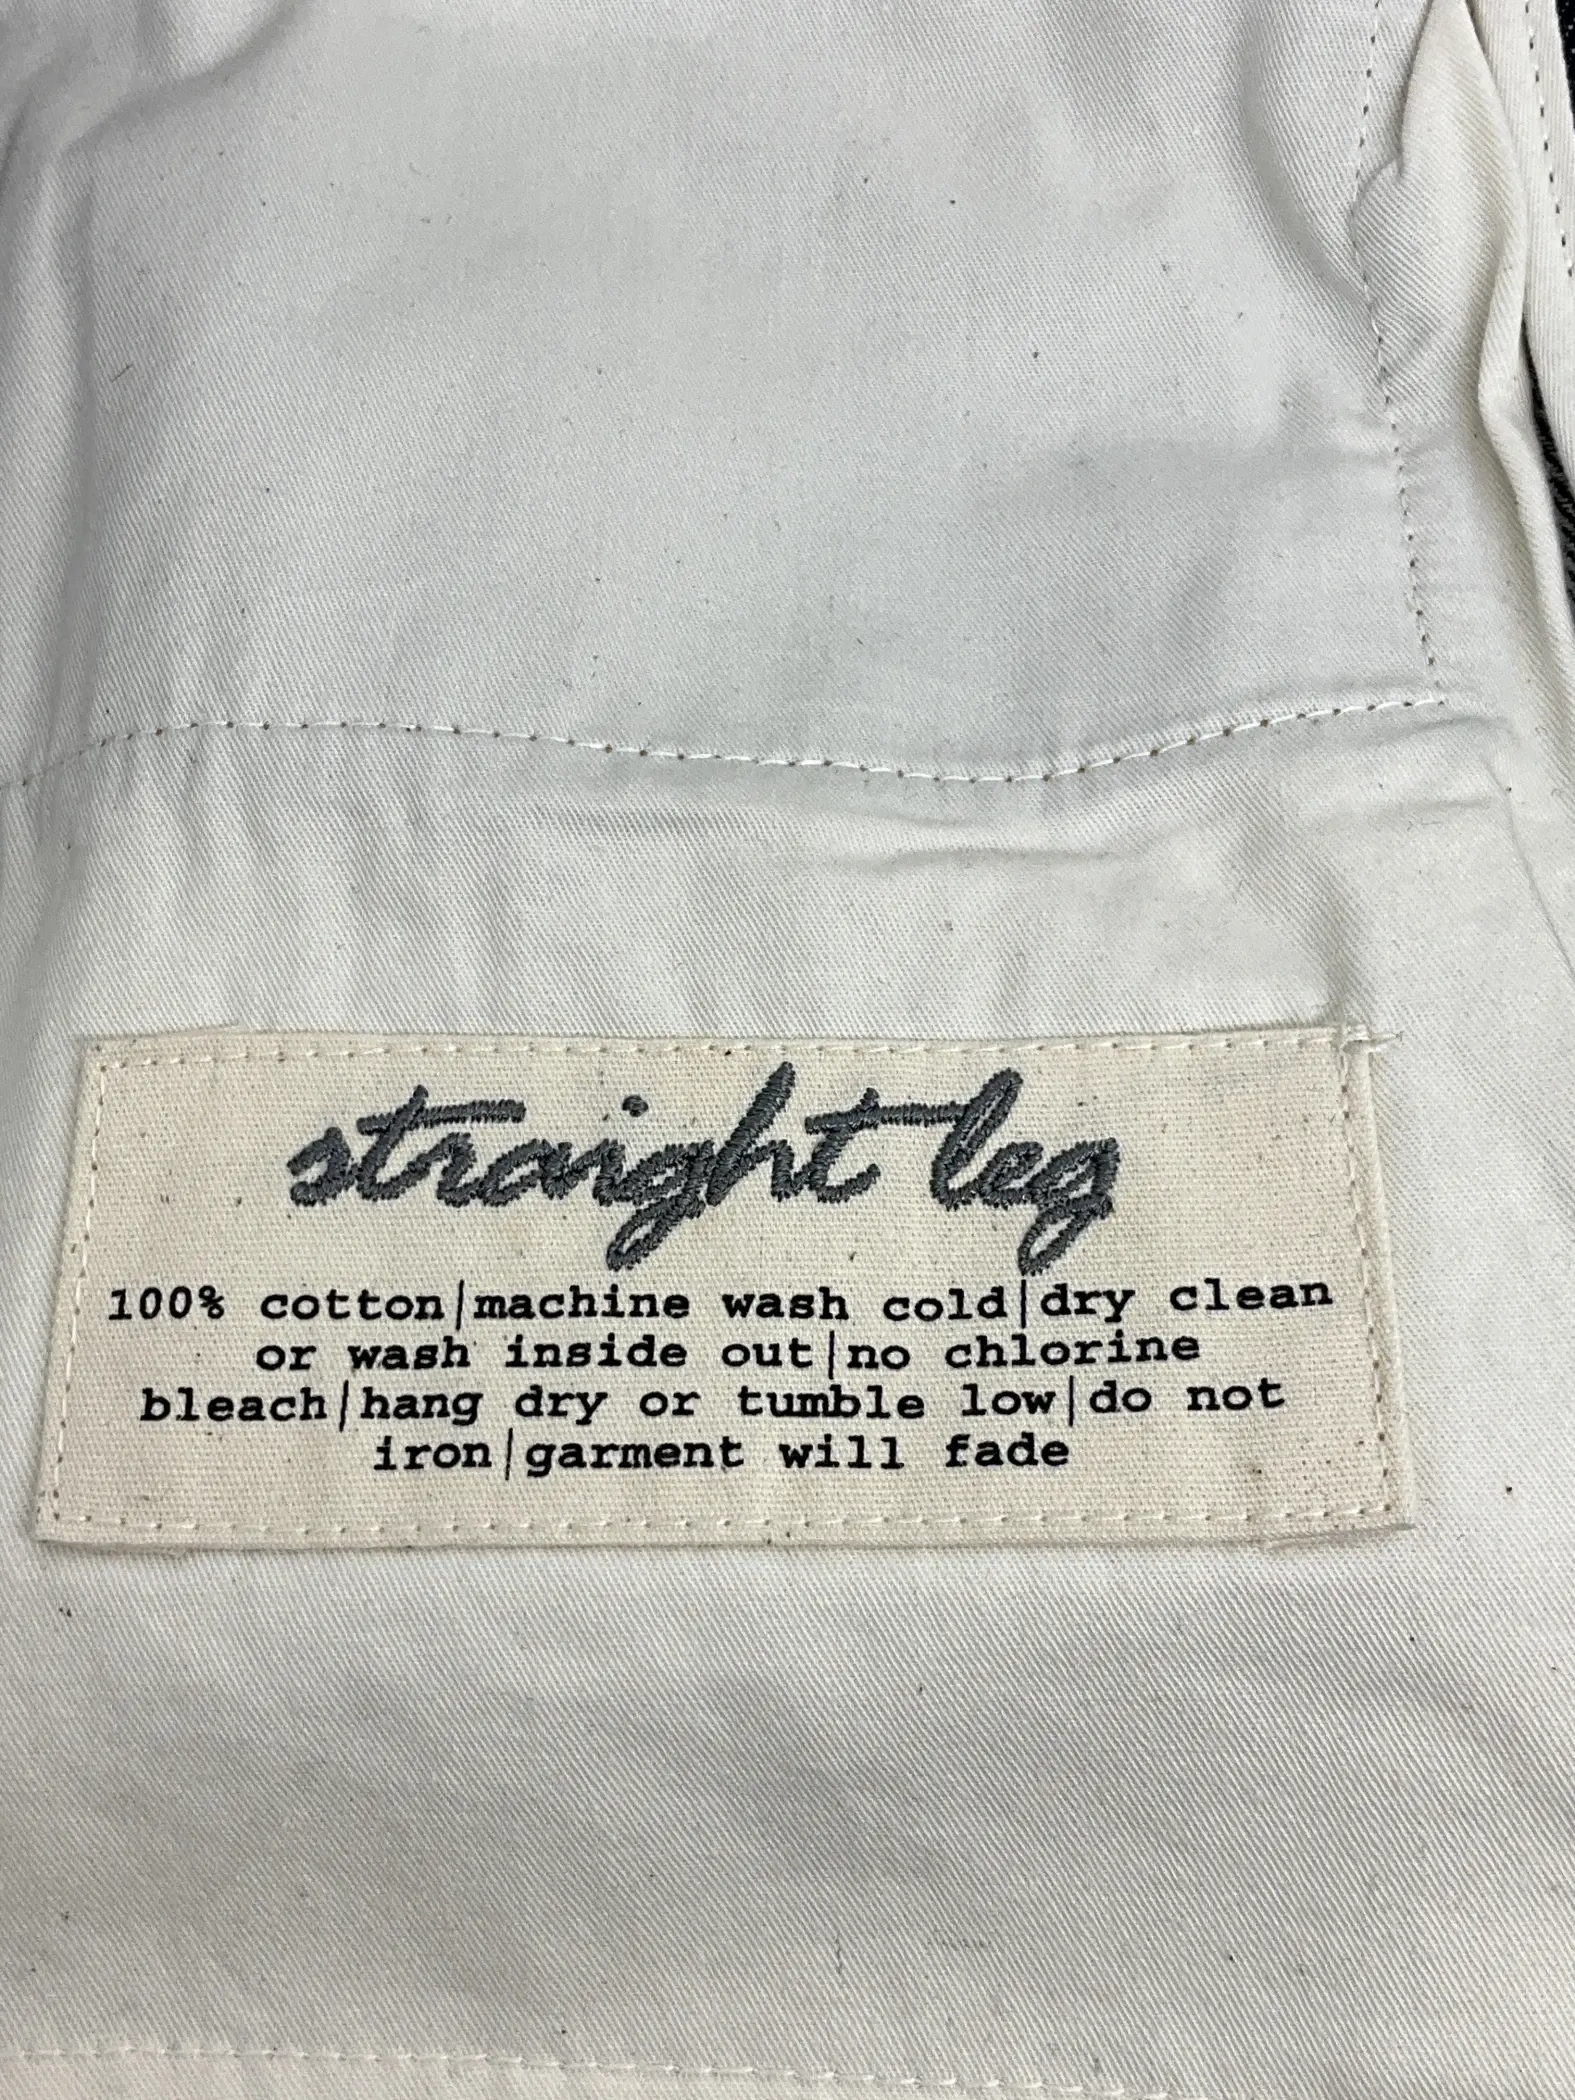 straight leg
100% cotton|machine wash cold|dry clean
or wash inside out|no chlorine
bleach|hang dry or tumble low|do not
iron|garment will fade